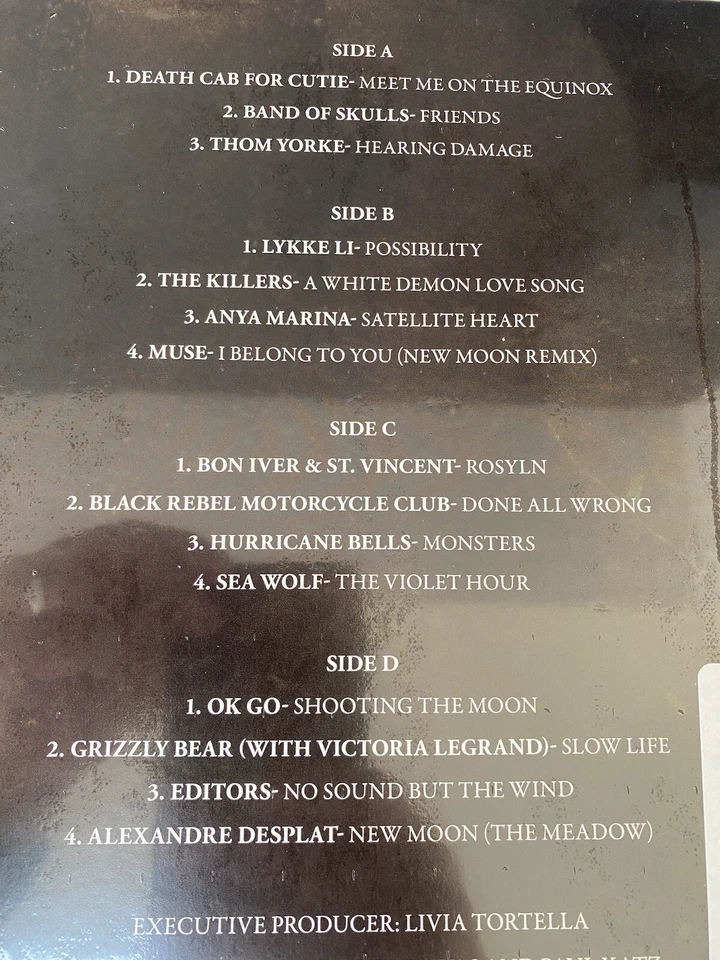 SIDE A
1. DEATH CAB FOR CUTIE- MEET ME ON THE EQUINOX
2. BAND OF SKULLS- FRIENDS
3. THOM YORKE- HEARING DAMAGE
SIDE B
1. LYKKE LI- POSSIBILITY
2. THE KILLERS- A WHITE DEMON LOVE SONG
3. ANYA MARINA- SATELLITE HEART
4. MUSE- I BELONG TO YOU (NEW MOON REMIX)
SIDE C
1. BON IVER & ST. VINCENT- ROSYLN
2. BLACK REBEL MOTORCYCLE CLUB- DONE ALL WRONG
3. HURRICANE BELLS- MONSTERS
4. SEA WOLF- THE VIOLET HOUR
SIDE D
1. OK GO- SHOOTING THE MOON
2. GRIZZLY BEAR (WITH VICTORIA LEGRAND)- SLOW LIFE
3. EDITORS- NO SOUND BUT THE WIND
4. ALEXANDRE DESPLAT- NEW MOON (THE MEADOW)
EXECUTIVE PRODUCER: LIVIA TORTELLA